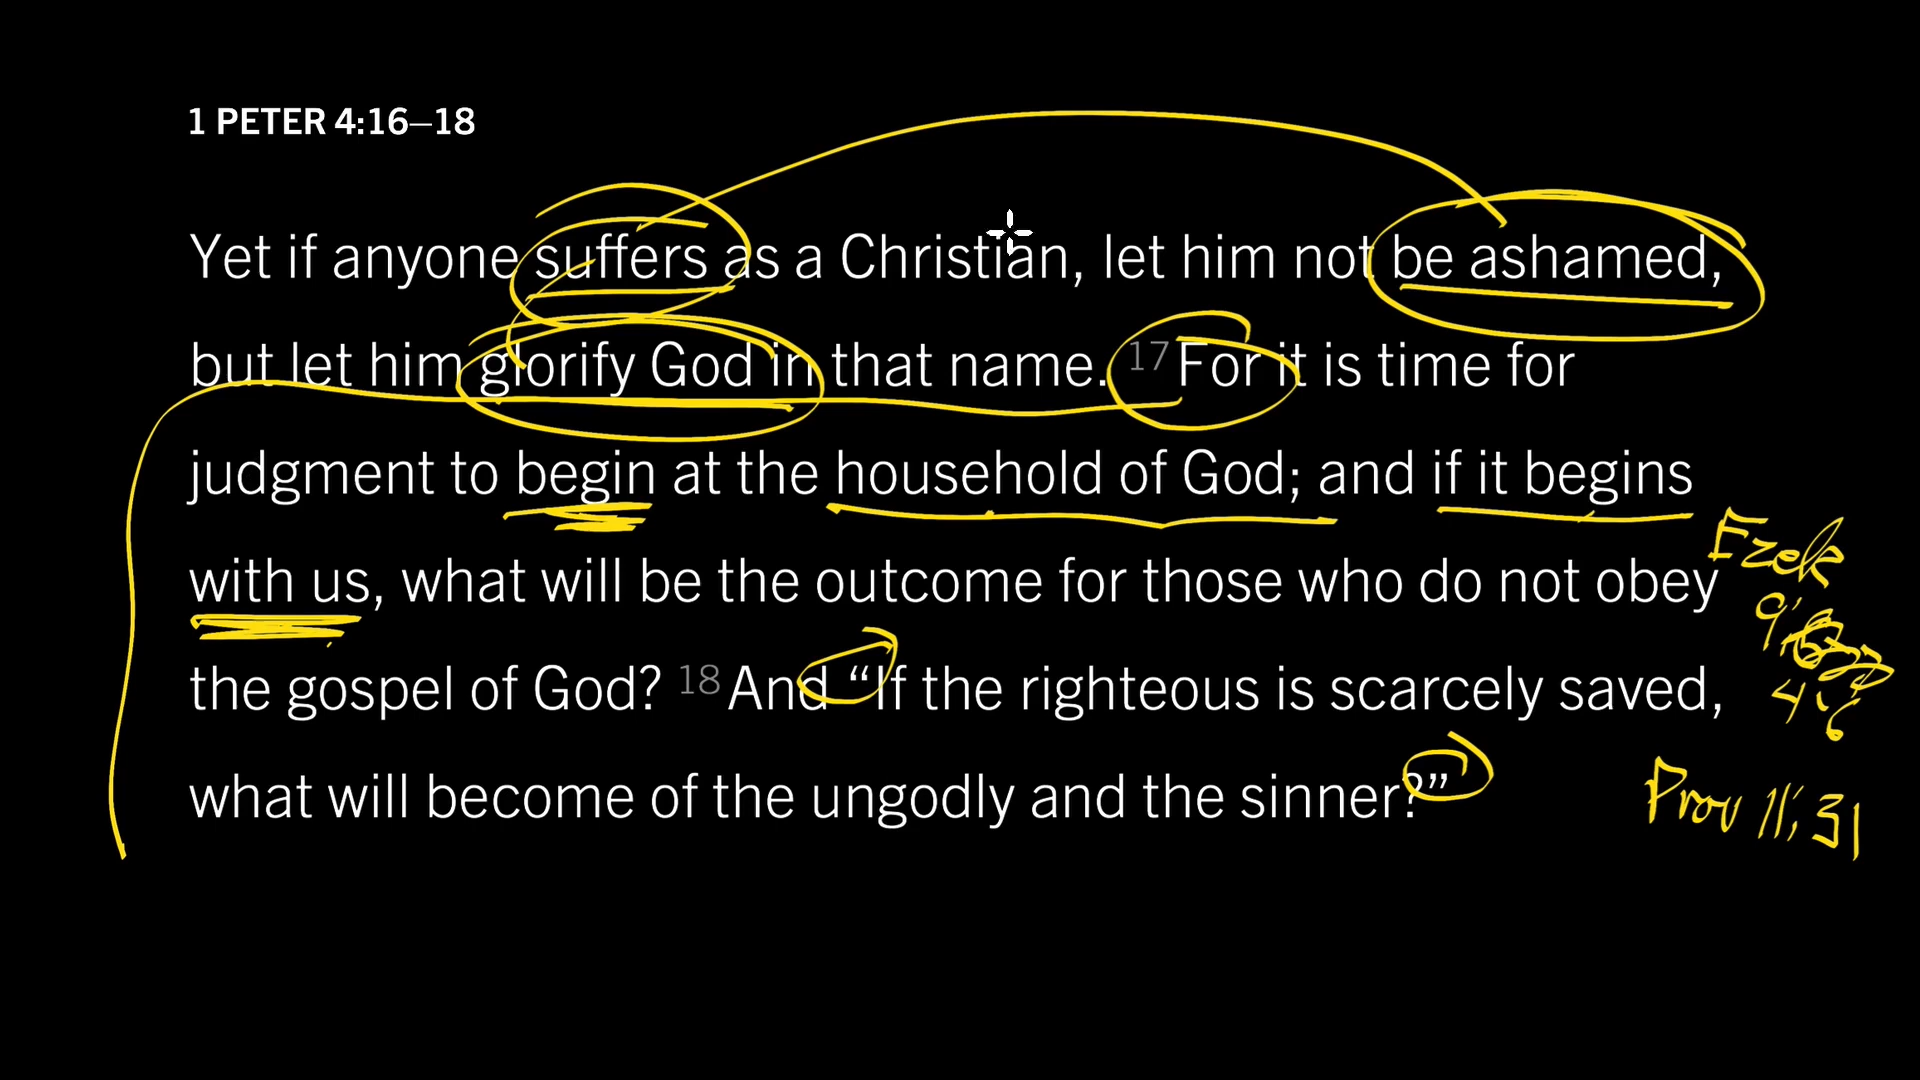 1 PETER 4:16–18
Yet if anyone suffers as a Christian, let him not be ashamed,
but let him glorify God in that name. 17 For it is time for
judgment to begin at the household of God; and if it begins
with us, what will be the outcome for those who do not obey
the gospel of God? 18 And “If the righteous is scarcely saved,
what will become of the ungodly and the sinner?”
Ezek
9:
4, 6
Prov 11:31